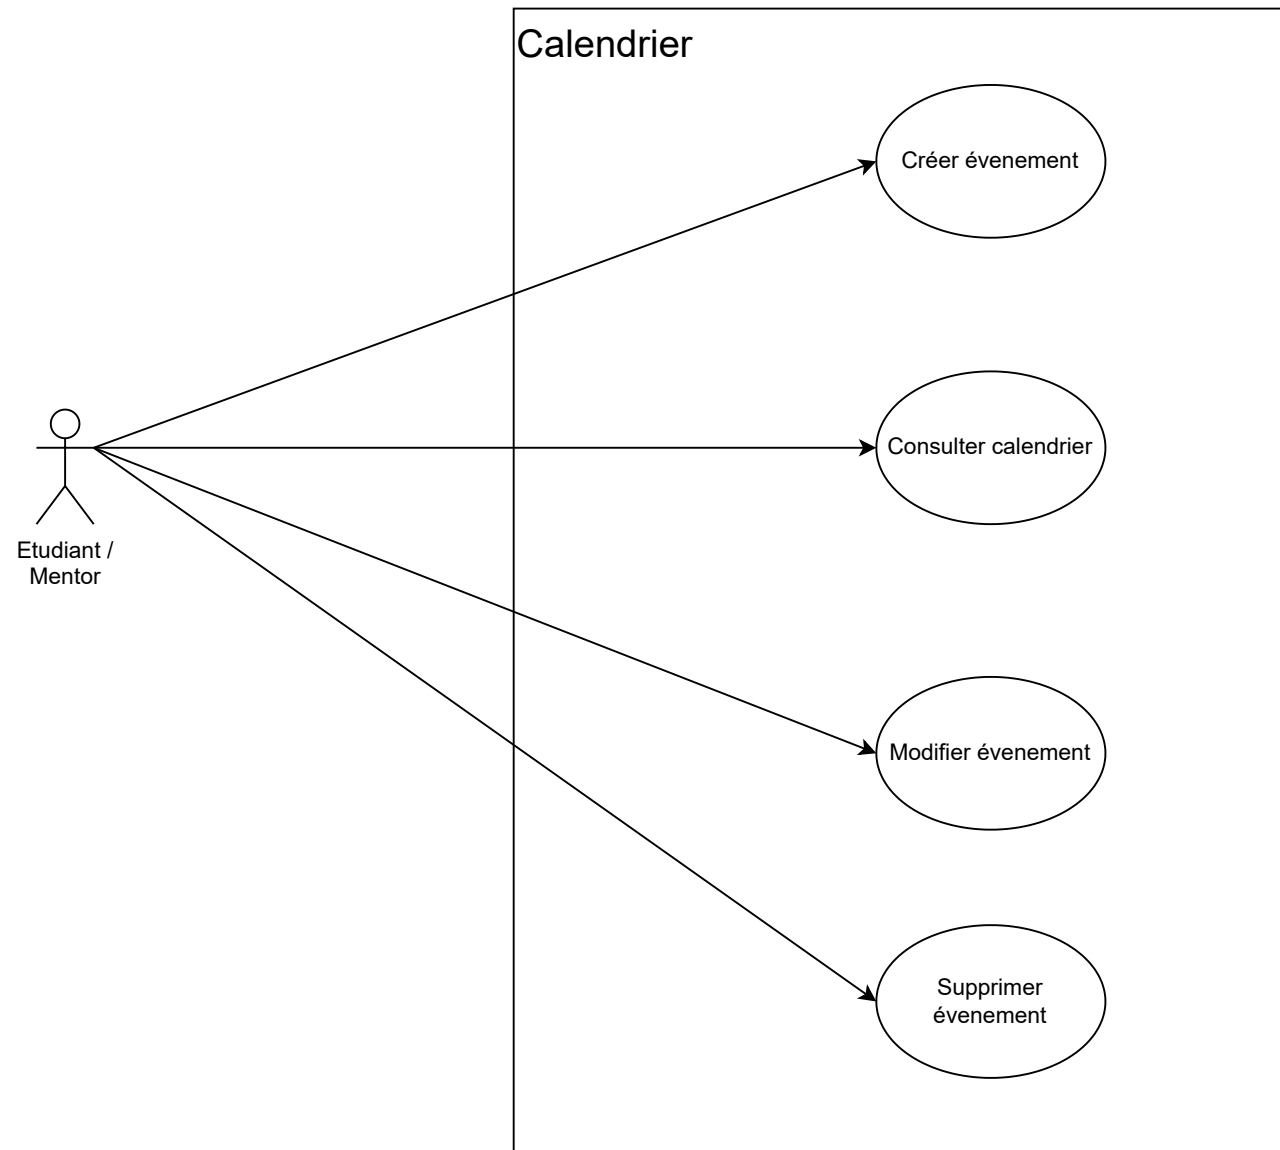 Calendrier
Créer évenement
Consulter calendrier
Etudiant /
Mentor
Modifier évenement
Supprimer
évenement